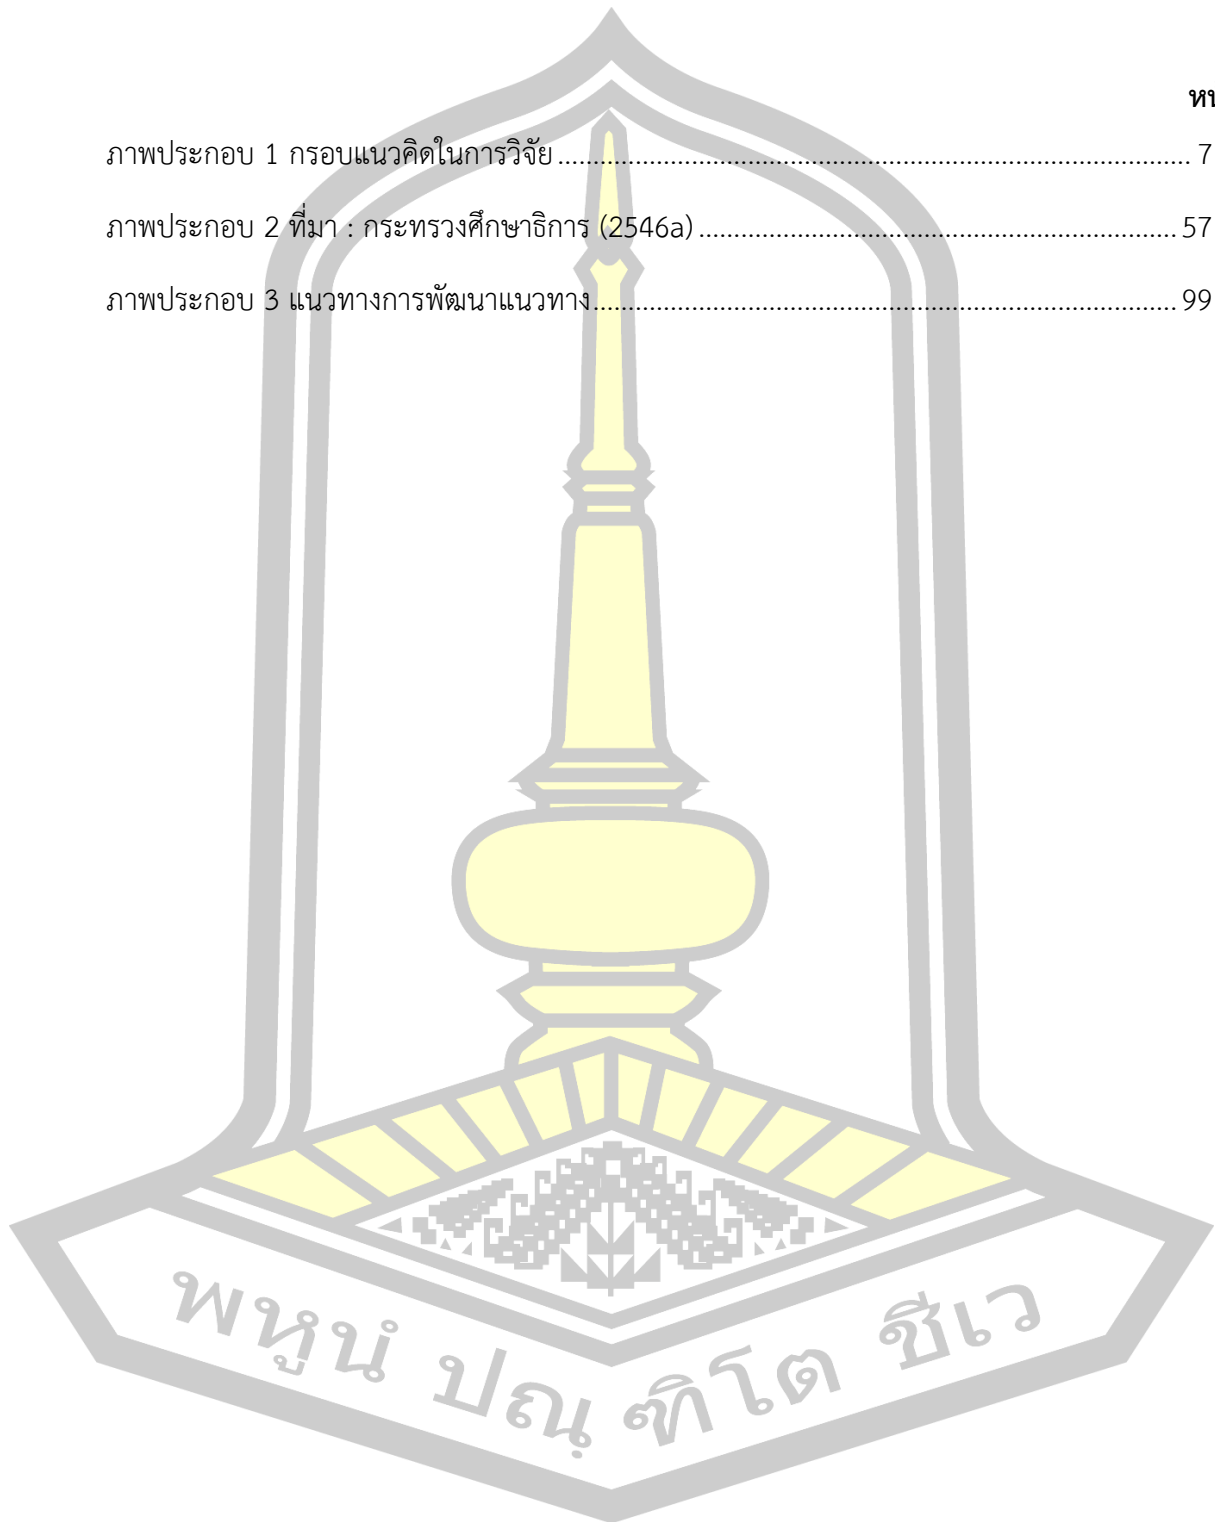 ภาพประกอบ 1 กรอบแนวคิดในการวิจัย ........ 7
ภาพประกอบ 2 ที่มา : กระทรวงศึกษาธิการ (2546a) ........ 57
ภาพประกอบ 3 แนวทางการพัฒนาแนวทาง ........ 99
พหูนํ ปณฺฑิโต ชีเว